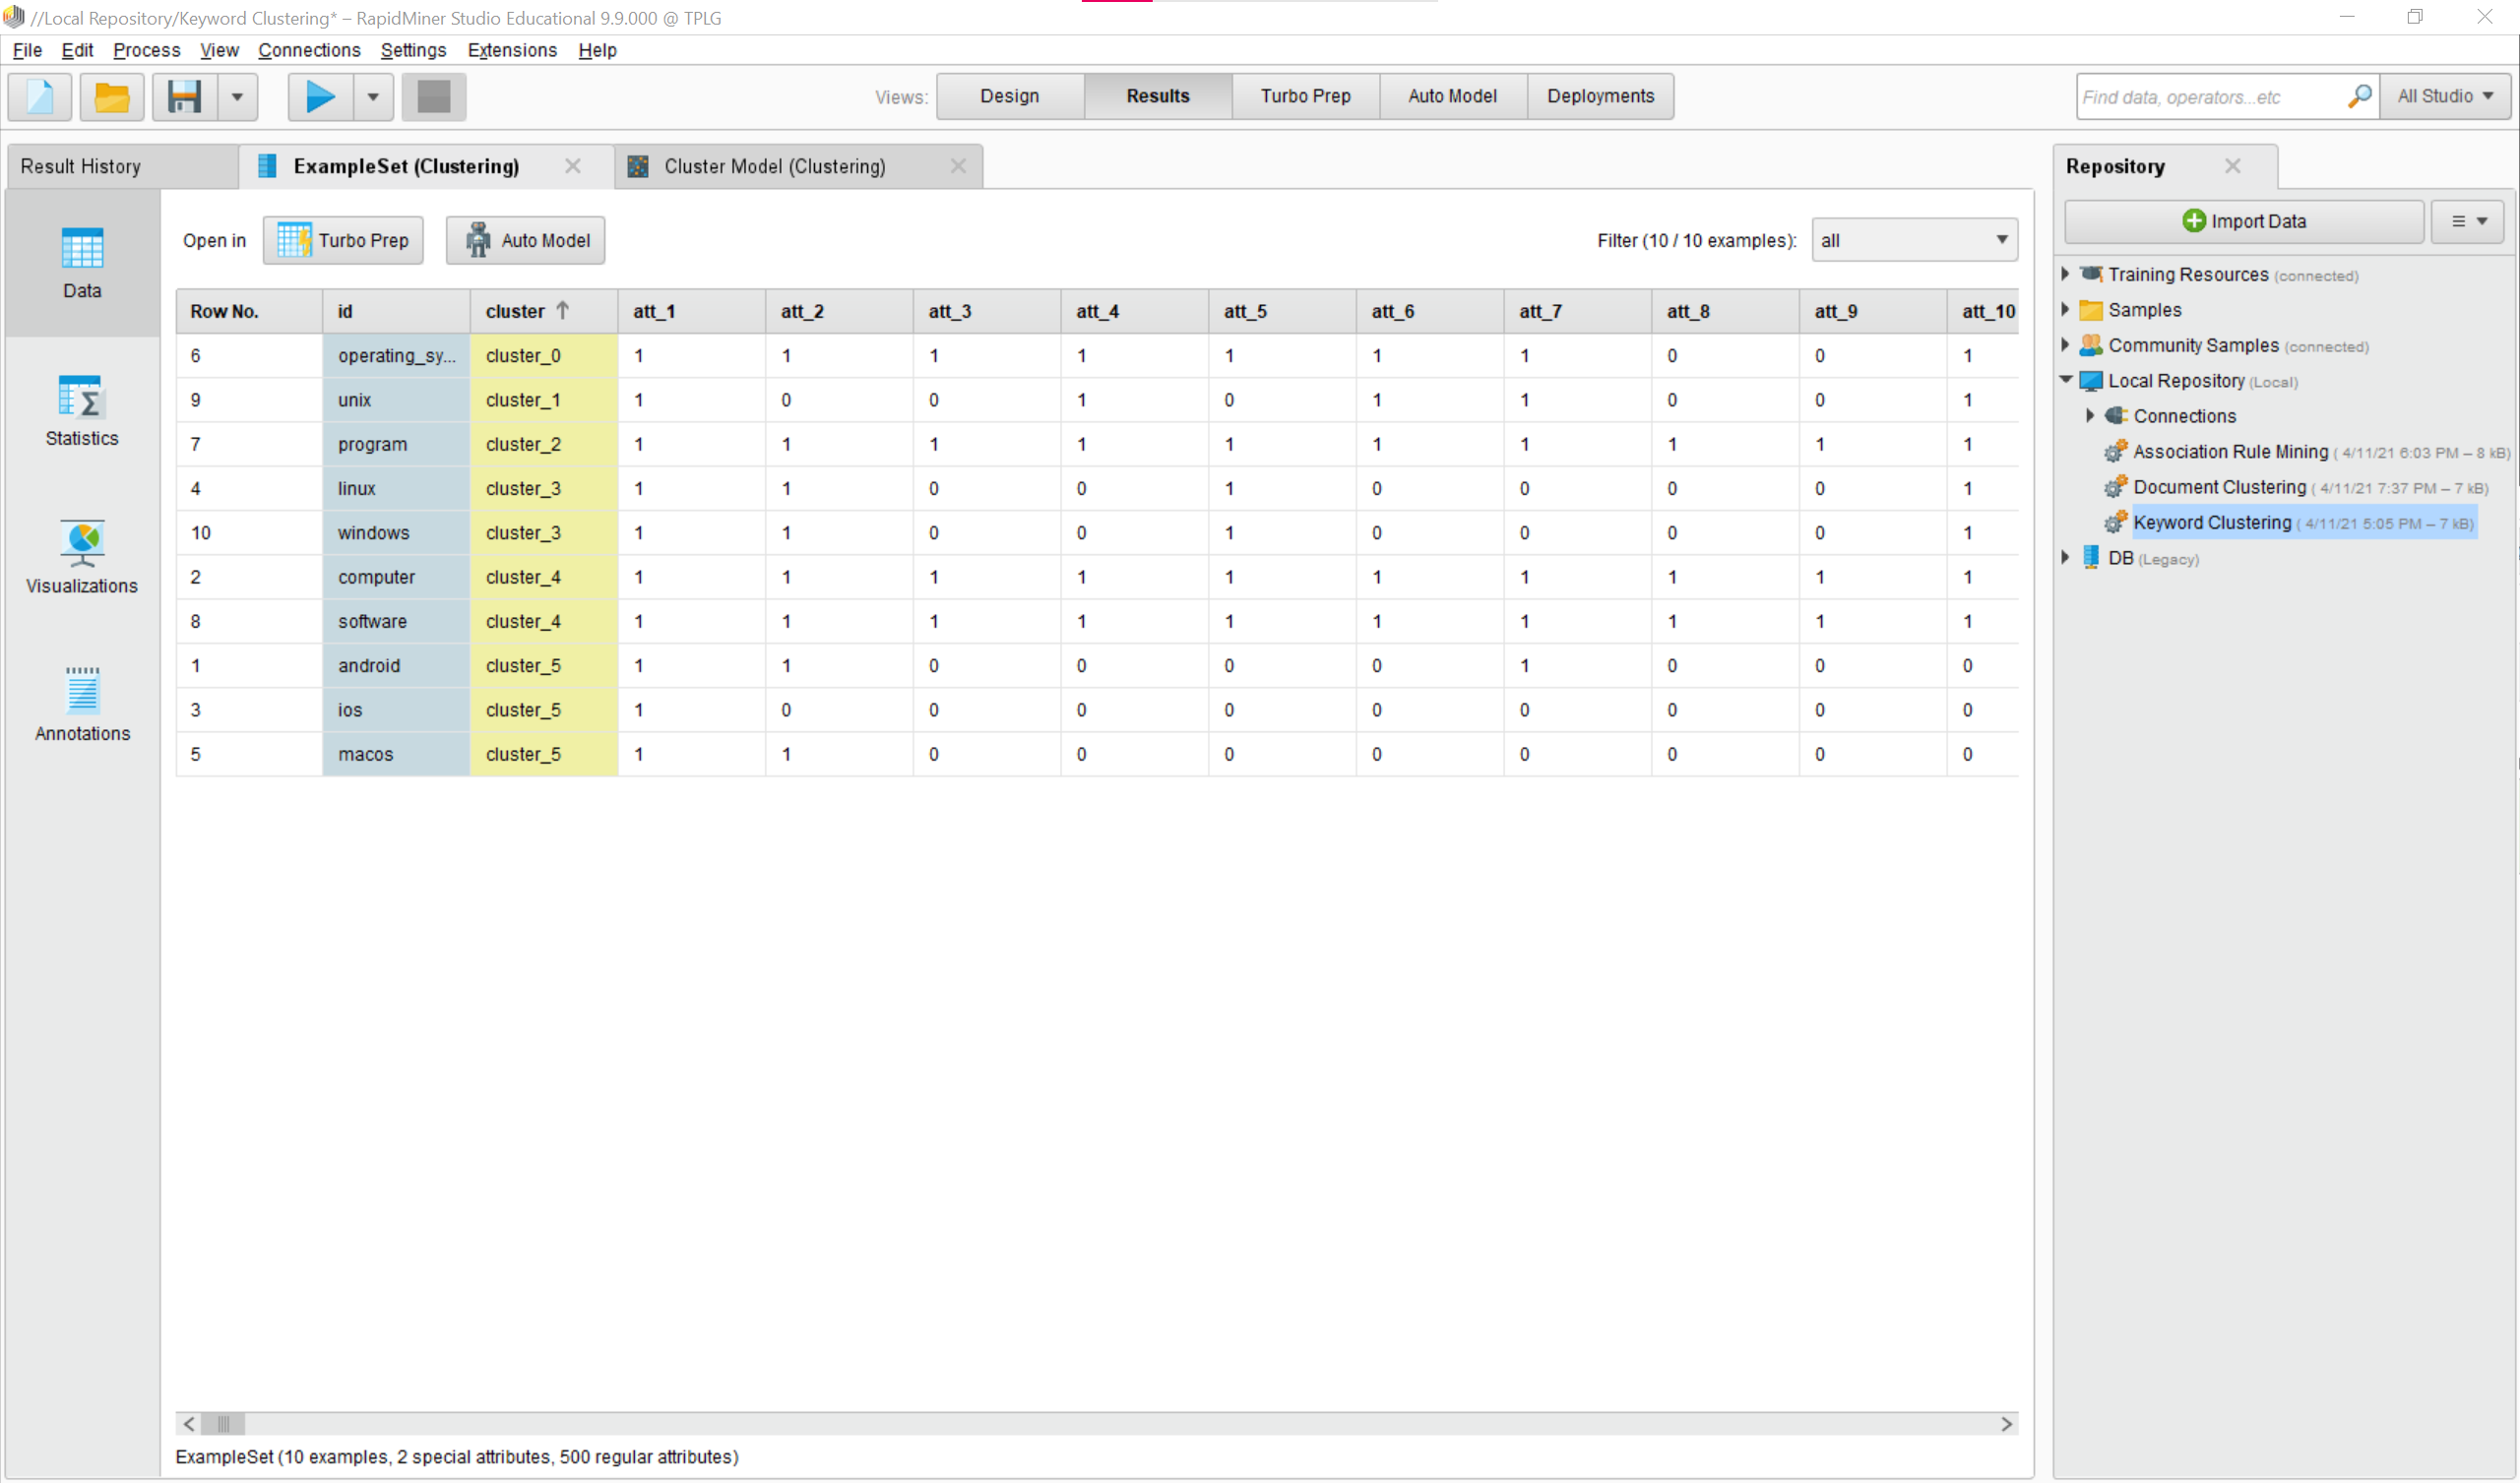 //Local Repository/Keyword Clustering* – RapidMiner Studio Educational 9.9.000 @ TPLG
File Edit Process View Connections Settings Extensions Help
Views: Design Results Turbo Prep Auto Model Deployments
Find data, operators...etc All Studio
Result History ExampleSet (Clustering) Cluster Model (Clustering)
Open in Turbo Prep Auto Model Filter (10 / 10 examples): all
Data
Statistics
Visualizations
Annotations
Row No. id cluster att_1 att_2 att_3 att_4 att_5 att_6 att_7 att_8 att_9 att_10
6 operating_sy... cluster_0 1 1 1 1 1 1 1 0 0 1
9 unix cluster_1 1 0 0 1 0 1 1 0 0 1
7 program cluster_2 1 1 1 1 1 1 1 1 1 1
4 linux cluster_3 1 1 0 0 1 0 0 0 0 1
10 windows cluster_3 1 1 0 0 1 0 0 0 0 1
2 computer cluster_4 1 1 1 1 1 1 1 1 1 1
8 software cluster_4 1 1 1 1 1 1 1 1 1 1
1 android cluster_5 1 1 0 0 0 0 1 0 0 0
3 ios cluster_5 1 0 0 0 0 0 0 0 0 0
5 macos cluster_5 1 1 0 0 0 0 0 0 0 0
ExampleSet (10 examples, 2 special attributes, 500 regular attributes)
Repository
Import Data
Training Resources (connected)
Samples
Community Samples (connected)
Local Repository (Local)
Connections
Association Rule Mining ( 4/11/21 6:03 PM – 8 kB)
Document Clustering ( 4/11/21 7:37 PM – 7 kB)
Keyword Clustering ( 4/11/21 5:05 PM – 7 kB)
DB (Legacy)